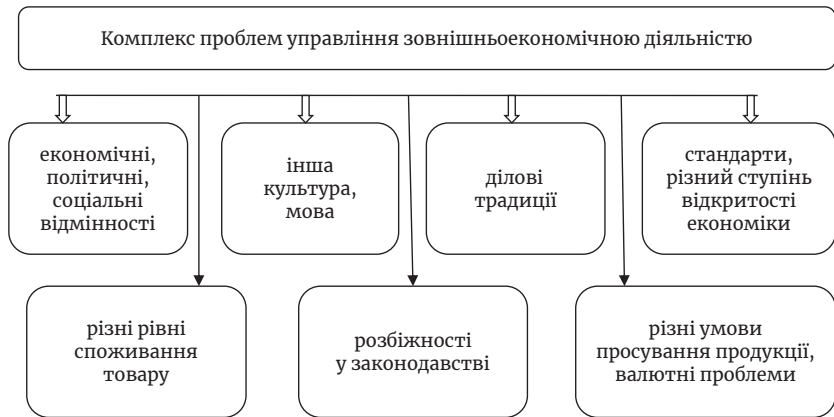 Комплекс проблем управління зовнішньоекономічною діяльністю
економічні,
політичні,
соціальні
відмінності
інша
культура,
мова
ділові
традиції
стандарти,
різний ступінь
відкритості
економіки
різні рівні
споживання
товару
розбіжності
у законодавстві
різні умови
просування продукції,
валютні проблеми